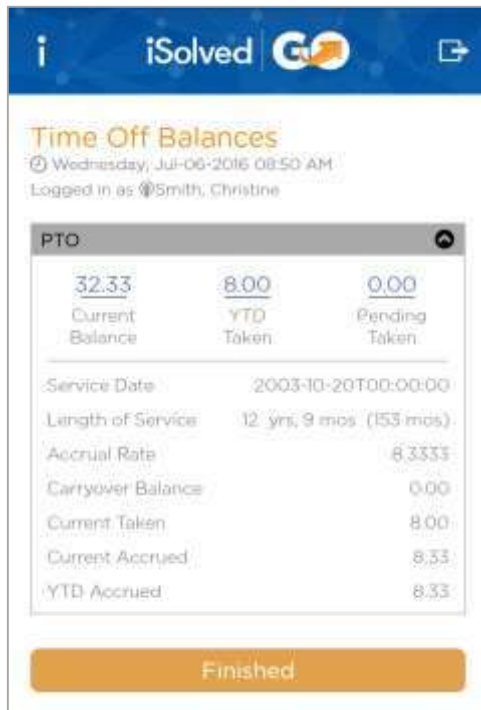 i iSolved GO
Time Off Balances
Wednesday, Jul-06-2016 08:50 AM
Logged in as Smith, Christine
PTO
32.33 8.00 0.00
Current YTD Pending
Balance Taken Taken
Service Date 2003-10-20T00:00:00
Length of Service 12 yrs, 9 mos (153 mos)
Accrual Rate 8.3333
Carryover Balance 0.00
Current Taken 8.00
Current Accrued 8.33
YTD Accrued 8.33
Finished